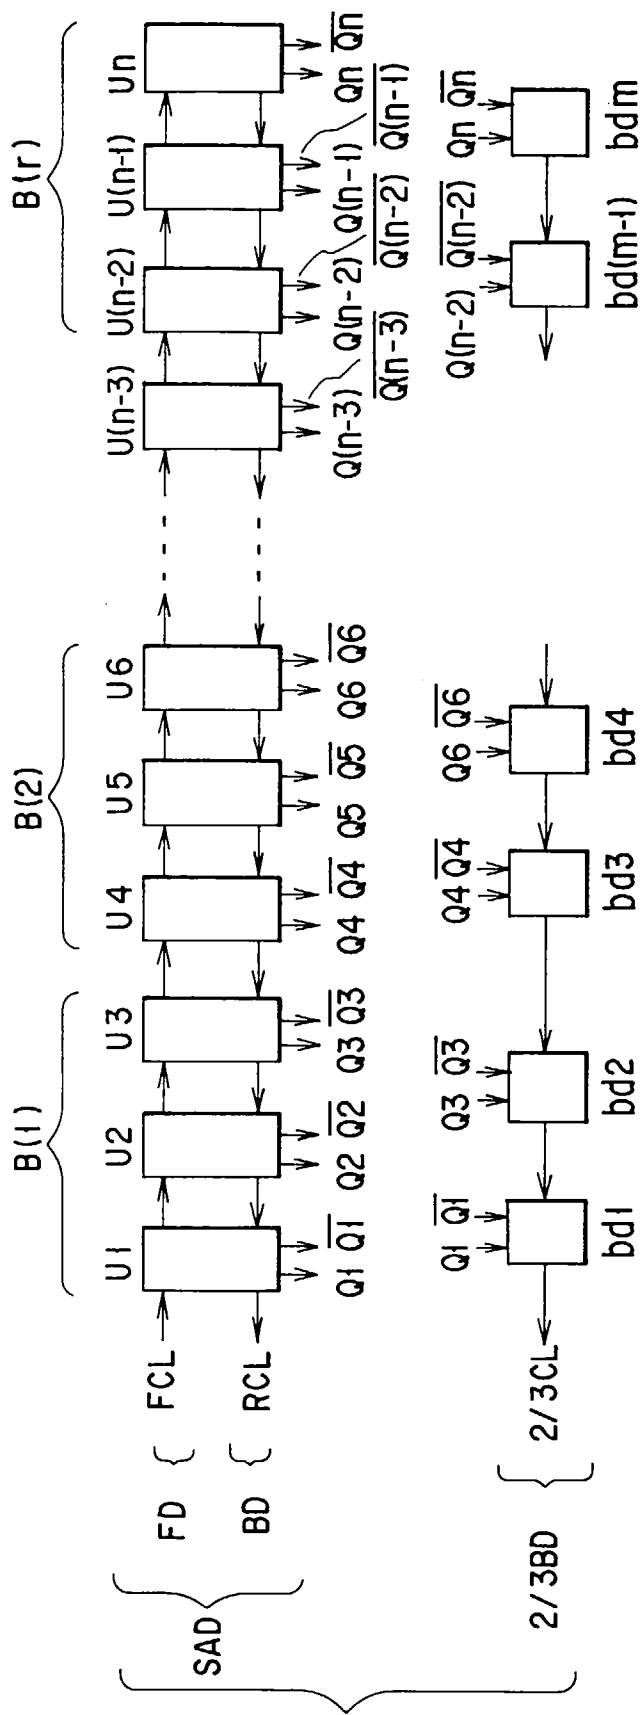 B(1) B(2) B(r)
U1 U2 U3 U4 U5 U6 U(n-3) U(n-2) U(n-1) Un
FD FCL
BD RCL
SAD
Q1 Q̅1̅ Q2 Q̅2̅ Q3 Q̅3̅ Q4 Q̅4̅ Q5 Q̅5̅ Q6 Q̅6̅ Q(n-3) Q̅(̅n̅-̅3̅)̅ Q(n-2) Q̅(̅n̅-̅2̅)̅ Q(n-1) Q̅(̅n̅-̅1̅)̅ Qn Q̅n̅
Q1 Q̅1̅ Q3 Q̅3̅ Q4 Q̅4̅ Q6 Q̅6̅ Q(n-2) Q̅(̅n̅-̅2̅)̅ Qn Q̅n̅
2/3BD 2/3CL
bd1 bd2 bd3 bd4 bd(m-1) bdm